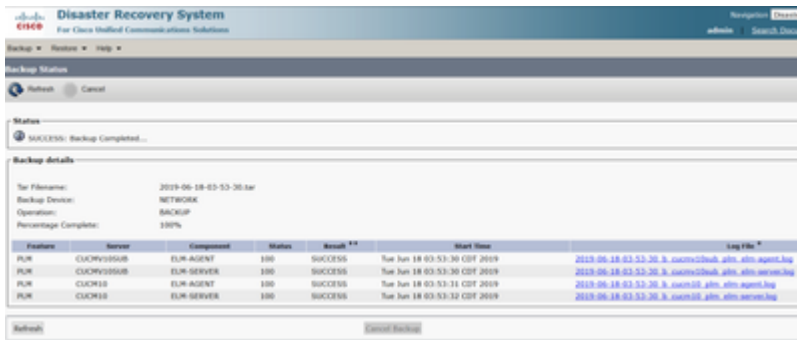 cisco
Disaster Recovery System
For Cisco Unified Communications Solutions
Navigation Disaste
admin Search Docu
Backup Restore Help
Backup Status
Refresh Cancel
Status
SUCCESS: Backup Completed...
Backup details
Tar Filename: 2019-06-18-03-53-30.tar
Backup Device: NETWORK
Operation: BACKUP
Percentage Complete: 100%
Feature Server Component Status Result Start Time Log File
PLM CUCMV10SUB ELM-AGENT 100 SUCCESS Tue Jun 18 03:53:30 CDT 2019 2019-06-18-03-53-30_b_cucmv10sub_plm_elm-agent.log
PLM CUCMV10SUB ELM-SERVER 100 SUCCESS Tue Jun 18 03:53:30 CDT 2019 2019-06-18-03-53-30_b_cucmv10sub_plm_elm-server.log
PLM CUCM10 ELM-AGENT 100 SUCCESS Tue Jun 18 03:53:31 CDT 2019 2019-06-18-03-53-30_b_cucm10_plm_elm-agent.log
PLM CUCM10 ELM-SERVER 100 SUCCESS Tue Jun 18 03:53:32 CDT 2019 2019-06-18-03-53-30_b_cucm10_plm_elm-server.log
Refresh Cancel Backup